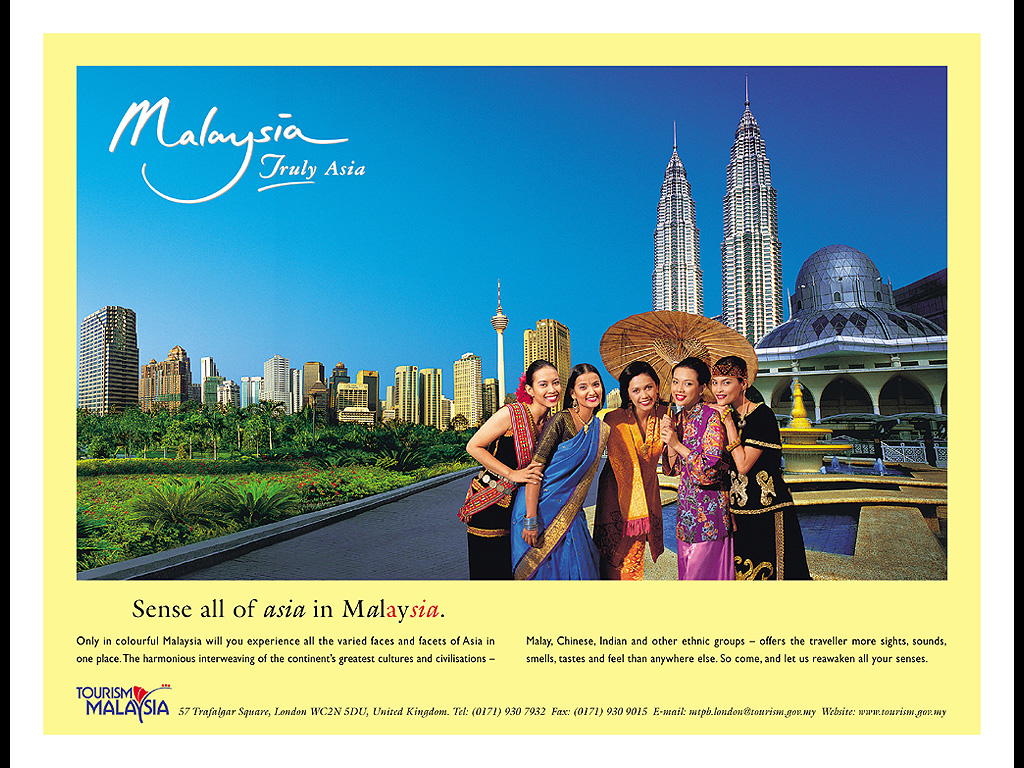 Malaysia
Truly Asia
Sense all of asia in Malaysia.
Only in colourful Malaysia will you experience all the varied faces and facets of Asia in
one place. The harmonious interweaving of the continent's greatest cultures and civilisations –
Malay, Chinese, Indian and other ethnic groups – offers the traveller more sights, sounds,
smells, tastes and feel than anywhere else. So come, and let us reawaken all your senses.
TOURISM
MALAYSIA
57 Trafalgar Square, London WC2N 5DU, United Kingdom. Tel: (0171) 930 7932 Fax: (0171) 930 9015 E-mail: mtpb.london@tourism.gov.my Website: www.tourism.gov.my